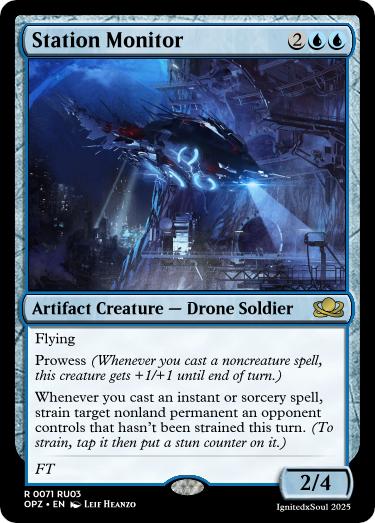 Station Monitor 2
Artifact Creature — Drone Soldier
Flying
Prowess (Whenever you cast a noncreature spell,
this creature gets +1/+1 until end of turn.)
Whenever you cast an instant or sorcery spell,
strain target nonland permanent an opponent
controls that hasn't been strained this turn. (To
strain, tap it then put a stun counter on it.)
FT
2/4
R 0071 RU03
OPZ • EN Leif Heanzo
IgnitedxSoul 2025